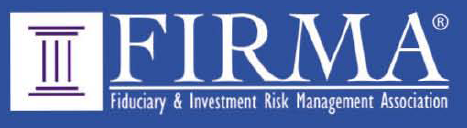 FIRMA®
Fiduciary & Investment Risk Management Association